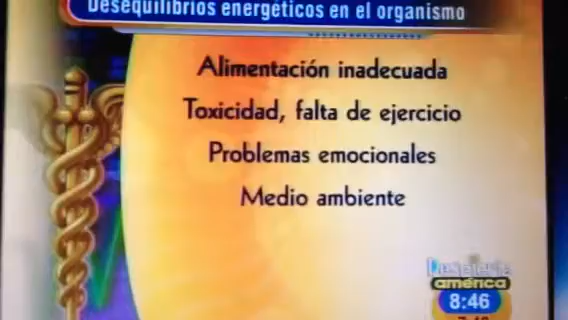 Desequilibrios energéticos en el organismo
Alimentación inadecuada
Toxicidad, falta de ejercicio
Problemas emocionales
Medio ambiente
Despierta
américa
8:46